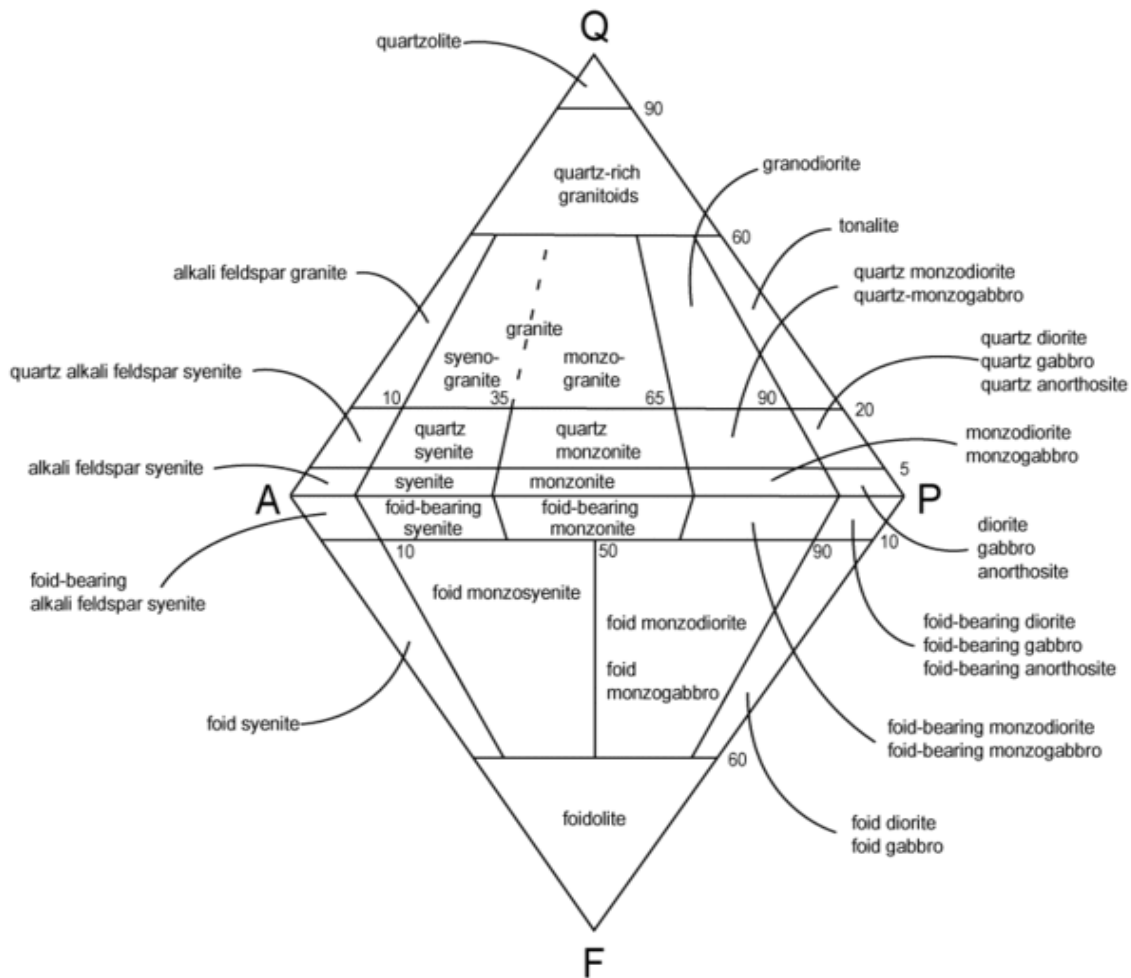 Q
quartzolite
90
quartz-rich
granitoids
granodiorite
60
tonalite
alkali feldspar granite
quartz monzodiorite
quartz-monzogabbro
granite
quartz diorite
quartz gabbro
quartz anorthosite
syeno-
granite
monzo-
granite
quartz alkali feldspar syenite
10
35
65
90
20
quartz
syenite
quartz
monzonite
monzodiorite
monzogabbro
alkali feldspar syenite
5
syenite
monzonite
A
P
foid-bearing
syenite
foid-bearing
monzonite
diorite
gabbro
anorthosite
10
50
90
10
foid-bearing
alkali feldspar syenite
foid monzosyenite
foid monzodiorite
foid
monzogabbro
foid-bearing diorite
foid-bearing gabbro
foid-bearing anorthosite
foid syenite
foid-bearing monzodiorite
foid-bearing monzogabbro
60
foidolite
foid diorite
foid gabbro
F